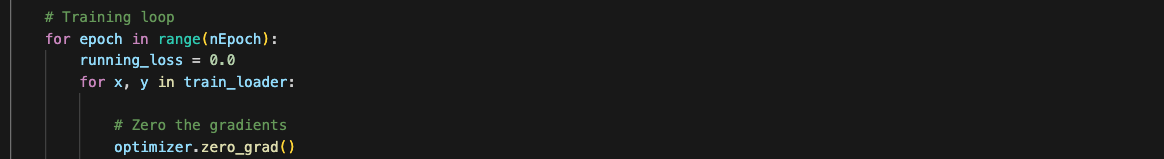 # Training loop
for epoch in range(nEpoch):
running_loss = 0.0
for x, y in train_loader:
# Zero the gradients
optimizer.zero_grad()